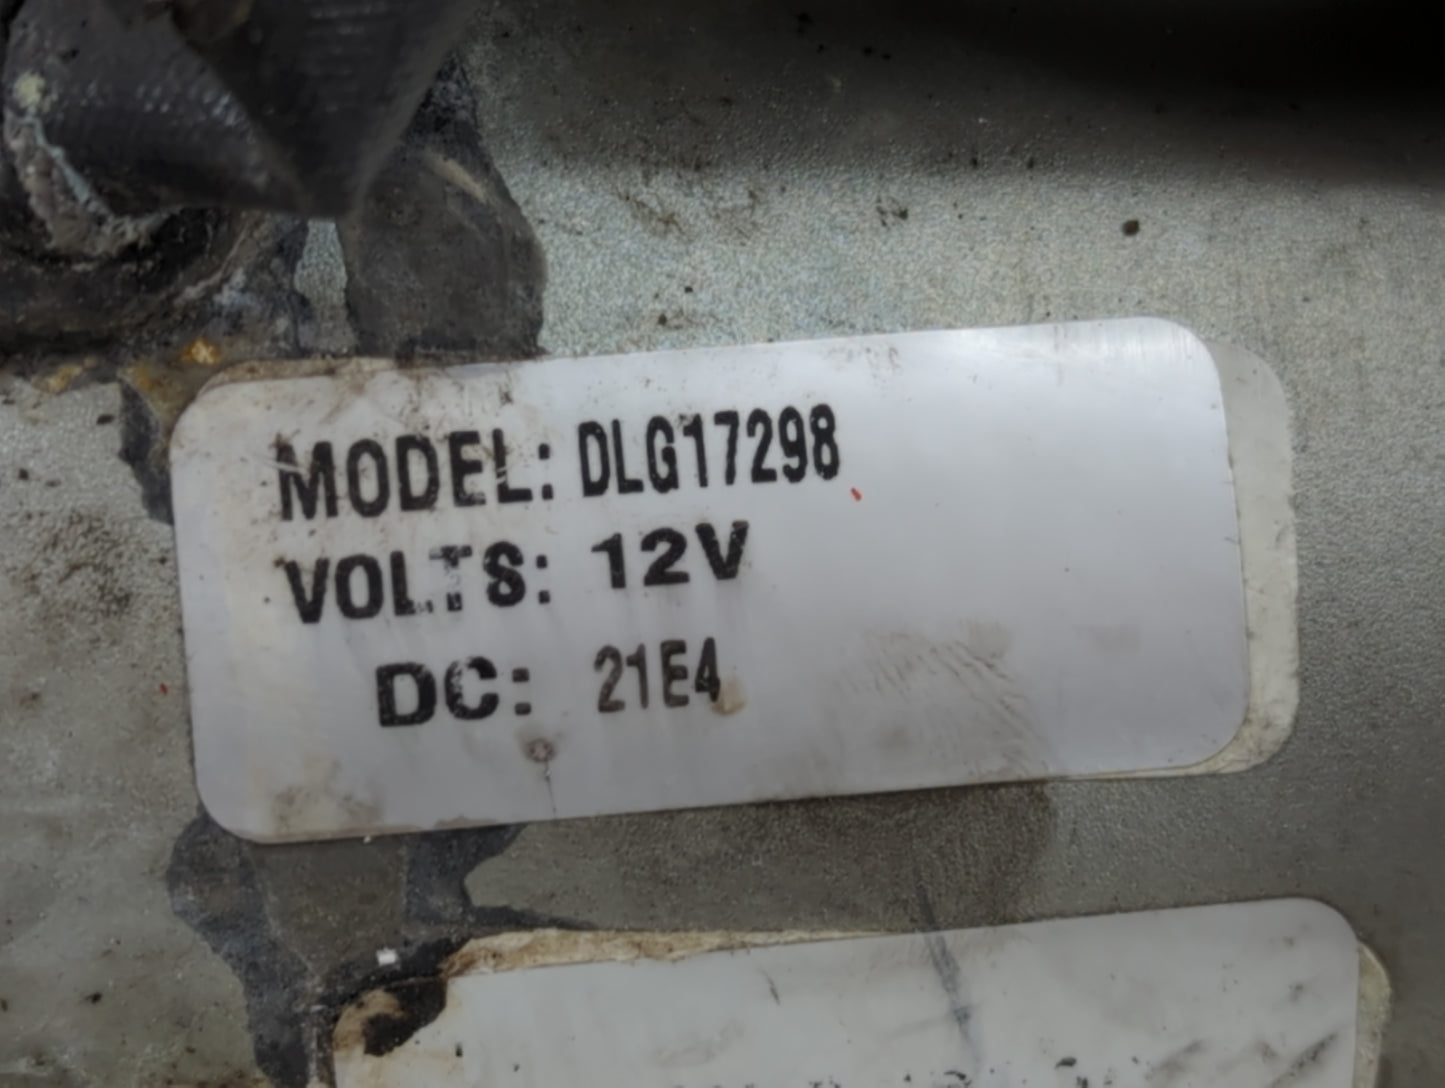 MODEL: DLG17298
VOLTS: 12V
DC: 21E4